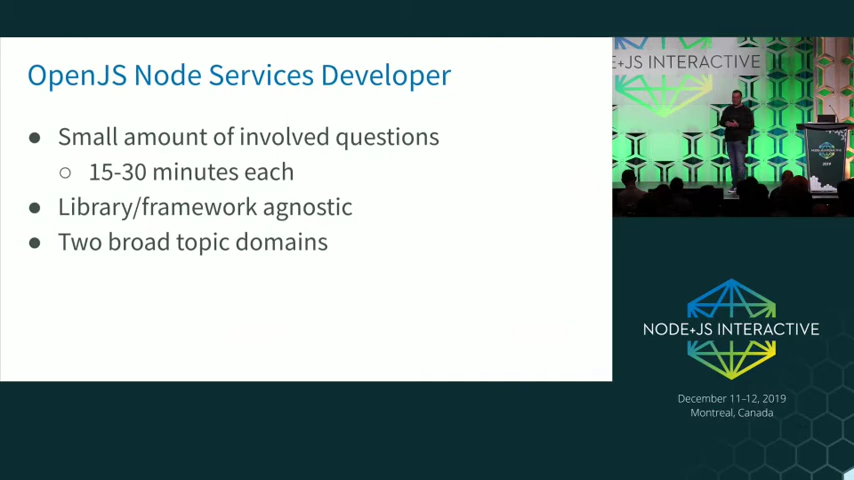 OpenJS Node Services Developer
● Small amount of involved questions
○ 15-30 minutes each
● Library/framework agnostic
● Two broad topic domains
E+JS INTERACTIVE
2019
NODE+JS INTERACTIVE
December 11–12, 2019
Montreal, Canada